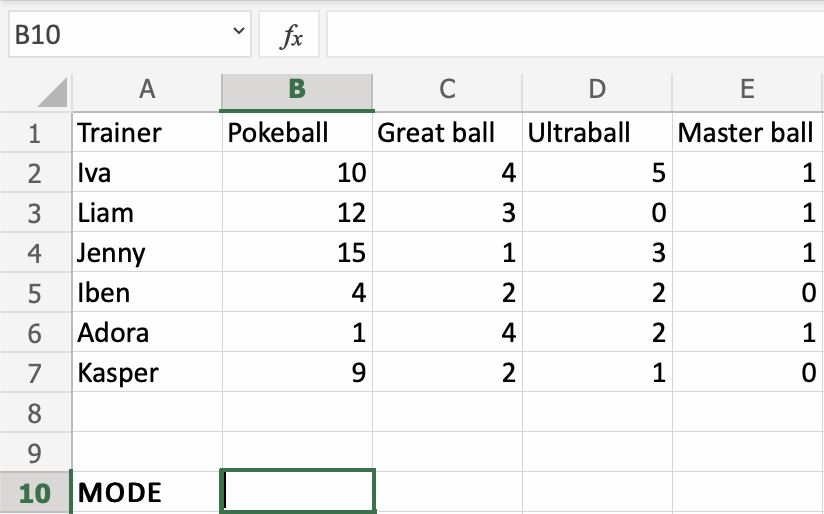 B10 fx
A B C D E
1 Trainer Pokeball Great ball Ultraball Master ball
2 Iva 10 4 5 1
3 Liam 12 3 0 1
4 Jenny 15 1 3 1
5 Iben 4 2 2 0
6 Adora 1 4 2 1
7 Kasper 9 2 1 0
8
9
10 MODE